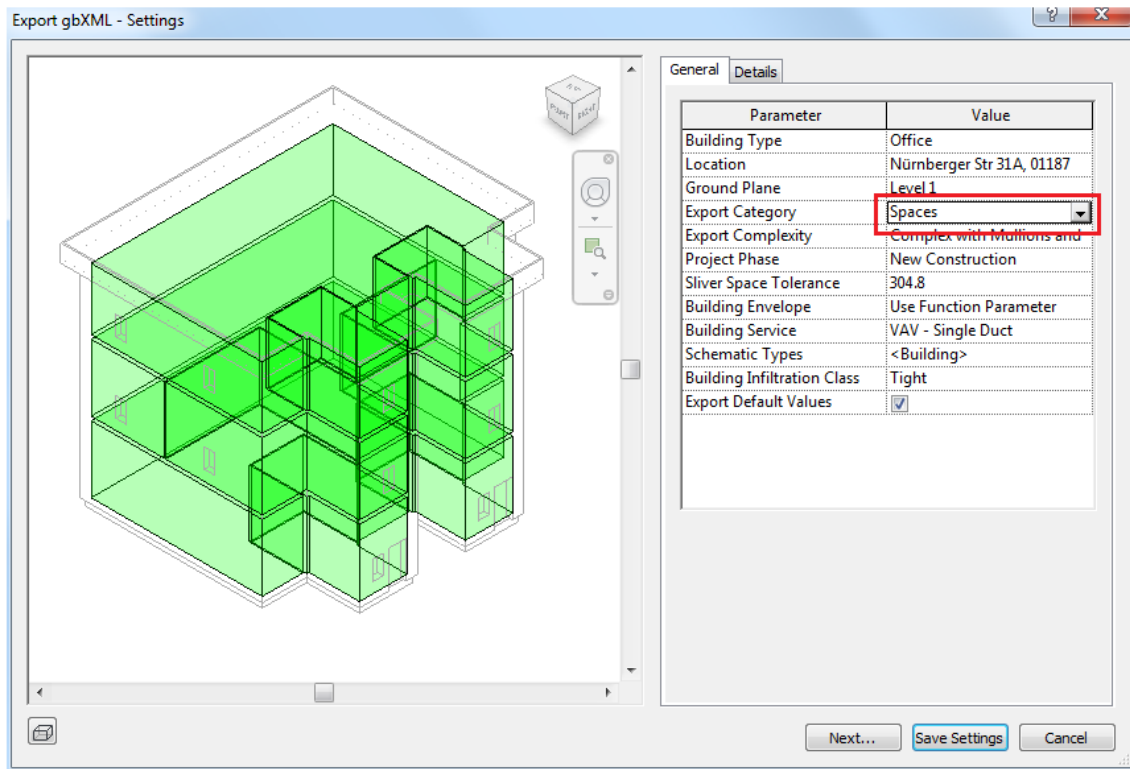 Export gbXML - Settings
General Details
Parameter Value
Building Type Office
Location Nürnberger Str 31A, 01187
Ground Plane Level 1
Export Category Spaces
Export Complexity Complex with Mullions and
Project Phase New Construction
Sliver Space Tolerance 304.8
Building Envelope Use Function Parameter
Building Service VAV - Single Duct
Schematic Types <Building>
Building Infiltration Class Tight
Export Default Values
Next... Save Settings Cancel